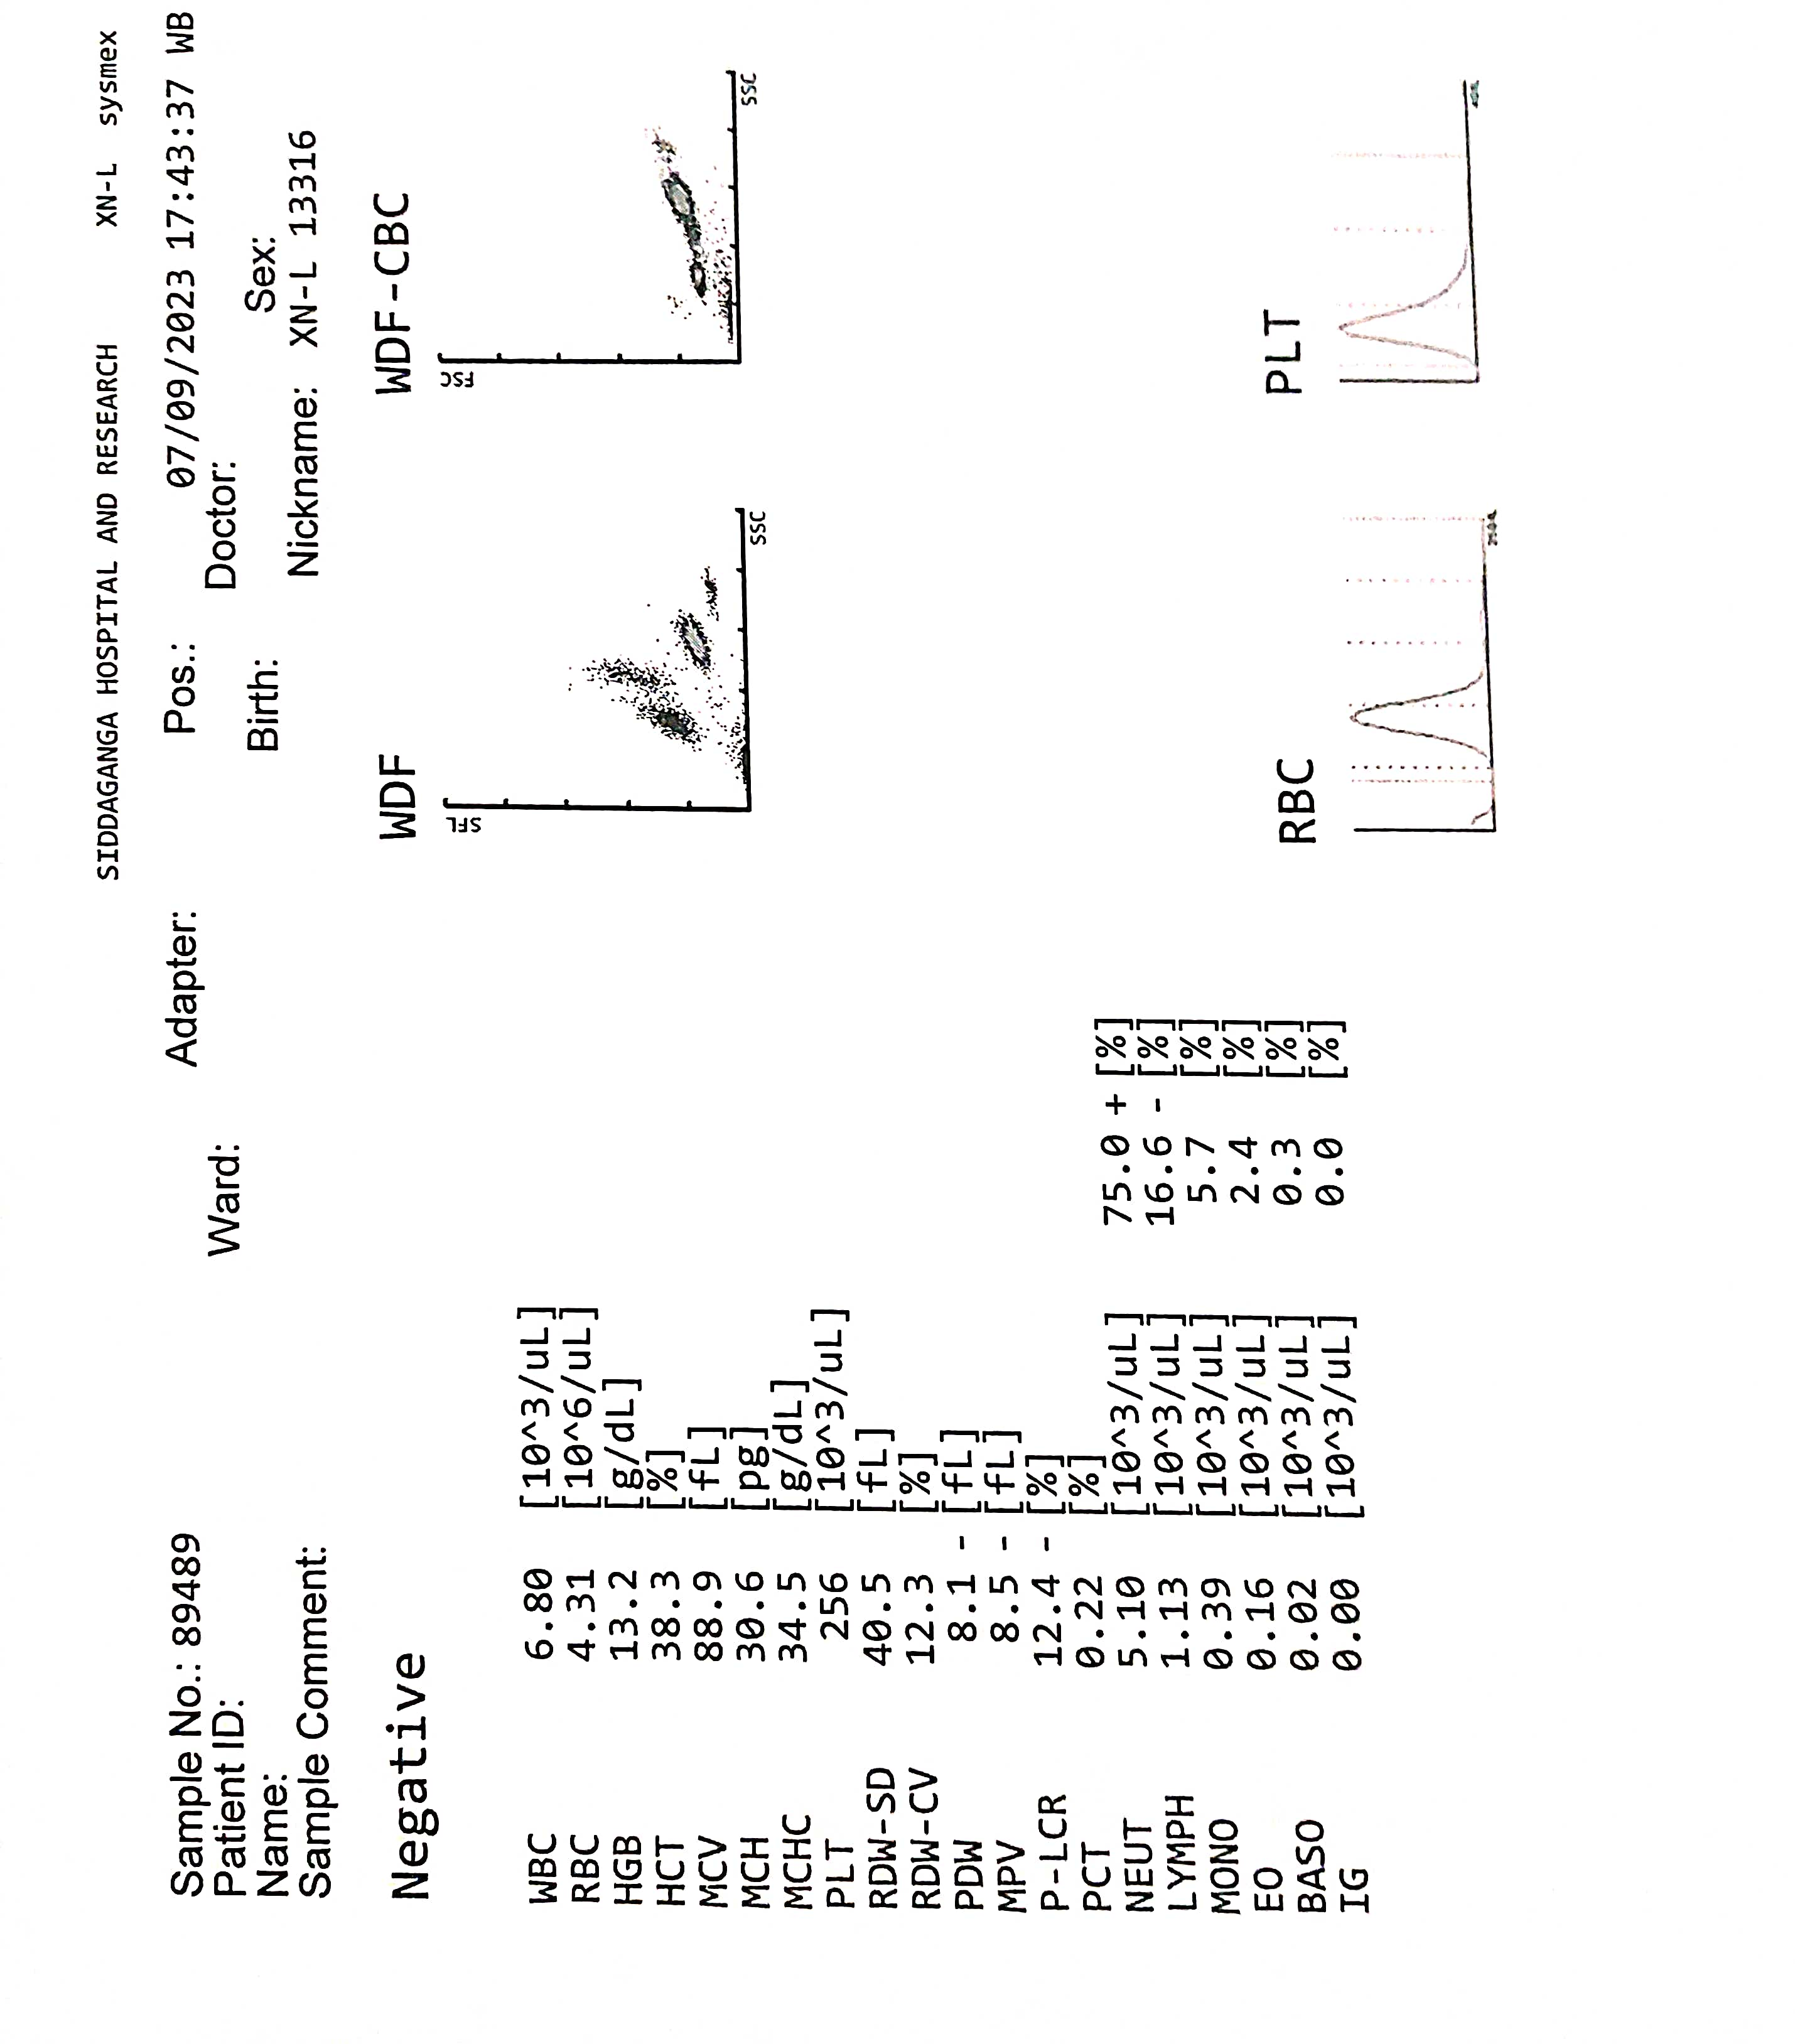 SIDDAGANGA HOSPITAL AND RESEARCH XN-L sysmex
Sample No.: 89489 Adapter: Pos.: 07/09/2023 17:43:37 WB
Patient ID: Ward: Doctor:
Name: Birth: Sex:
Sample Comment: Nickname: XN-L 13316
Negative
WDF WDF-CBC
SFL FSC
SSC SSC
WBC 6.80 [10^3/uL]
RBC 4.31 [10^6/uL]
HGB 13.2 [g/dL]
HCT 38.3 [%]
MCV 88.9 [fL]
MCH 30.6 [pg]
MCHC 34.5 [g/dL]
PLT 256 [10^3/uL]
RDW-SD 40.5 [fL]
RDW-CV 12.3 [%]
PDW 8.1 - [fL]
MPV 8.5 - [fL]
P-LCR 12.4 - [%]
PCT 0.22 [%]
NEUT 5.10 [10^3/uL] 75.0 + [%]
LYMPH 1.13 [10^3/uL] 16.6 - [%]
MONO 0.39 [10^3/uL] 5.7 [%]
EO 0.16 [10^3/uL] 2.4 [%]
BASO 0.02 [10^3/uL] 0.3 [%]
IG 0.00 [10^3/uL] 0.0 [%]
RBC PLT